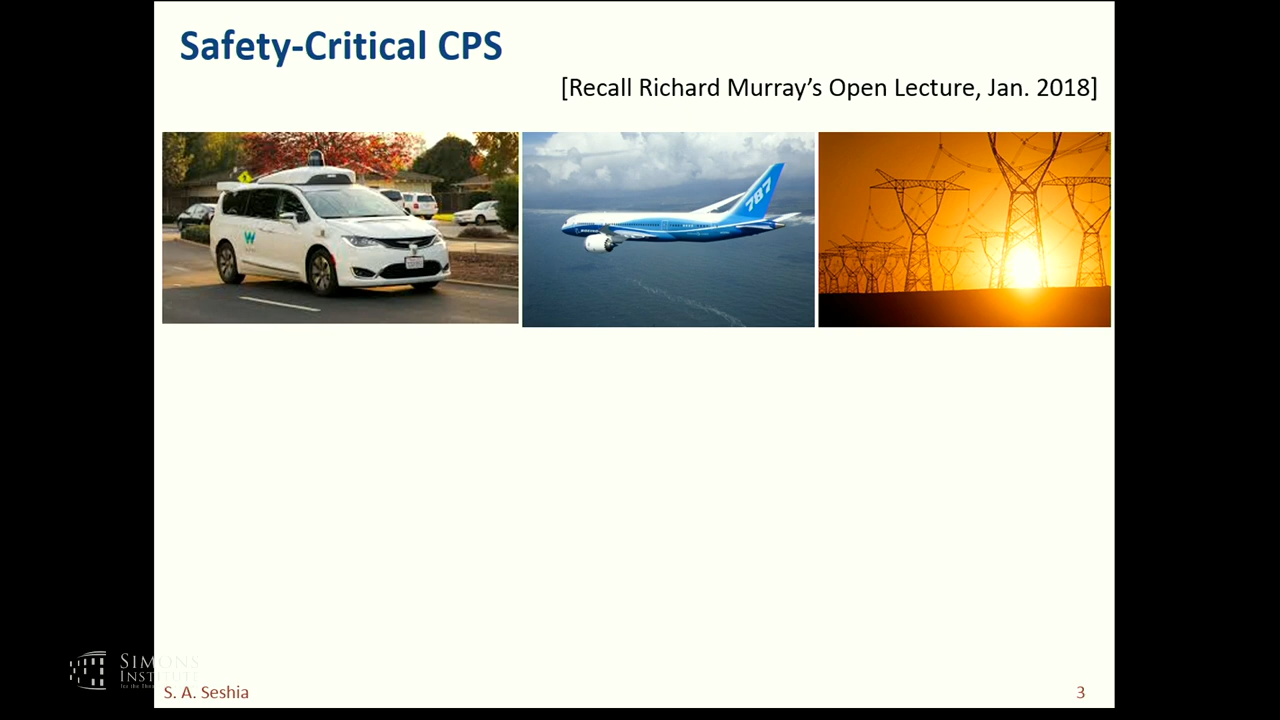 Safety-Critical CPS
[Recall Richard Murray's Open Lecture, Jan. 2018]
787
SIMONS
INSTITUTE
S. A. Seshia
3